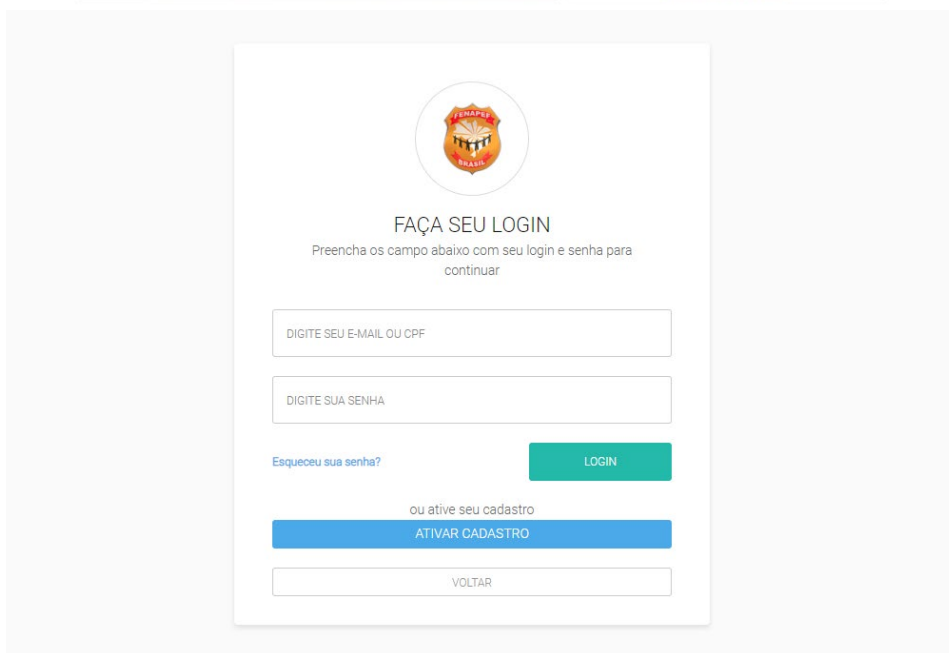 FENAPEF
BRASIL
FAÇA SEU LOGIN
Preencha os campo abaixo com seu login e senha para
continuar
DIGITE SEU E-MAIL OU CPF
DIGITE SUA SENHA
Esqueceu sua senha?
LOGIN
ou ative seu cadastro
ATIVAR CADASTRO
VOLTAR